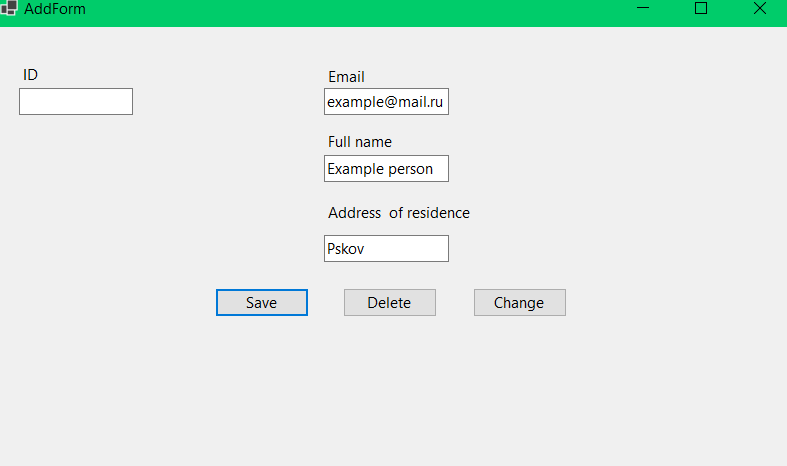 AddForm
ID
Email
example@mail.ru
Full name
Example person
Address  of residence
Pskov
Save
Delete
Change